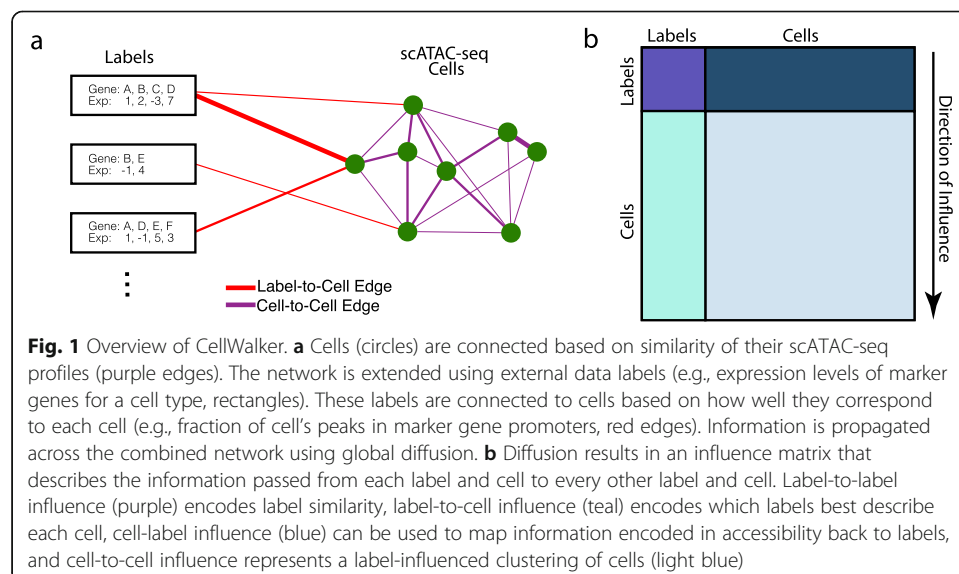 a
Labels
Gene: A, B, C, D
Exp: 1, 2, -3, 7
Gene: B, E
-1, 4
Gene: A, D, E, F
Exp: 1, -1, 5, 3
scATAC-seq
Cells
Label-to-Cell Edge
Cell-to-Cell Edge
b
Labels Cells
Labels
Cells
Direction of Influence
Fig. 1 Overview of CellWalker. a Cells (circles) are connected based on similarity of their scATAC-seq
profiles (purple edges). The network is extended using external data labels (e.g., expression levels of marker
genes for a cell type, rectangles). These labels are connected to cells based on how well they correspond
to each cell (e.g., fraction of cell's peaks in marker gene promoters, red edges). Information is propagated
across the combined network using global diffusion. b Diffusion results in an influence matrix that
describes the information passed from each label and cell to every other label and cell. Label-to-label
influence (purple) encodes label similarity, label-to-cell influence (teal) encodes which labels best describe
each cell, cell-label influence (blue) can be used to map information encoded in accessibility back to labels,
and cell-to-cell influence represents a label-influenced clustering of cells (light blue)